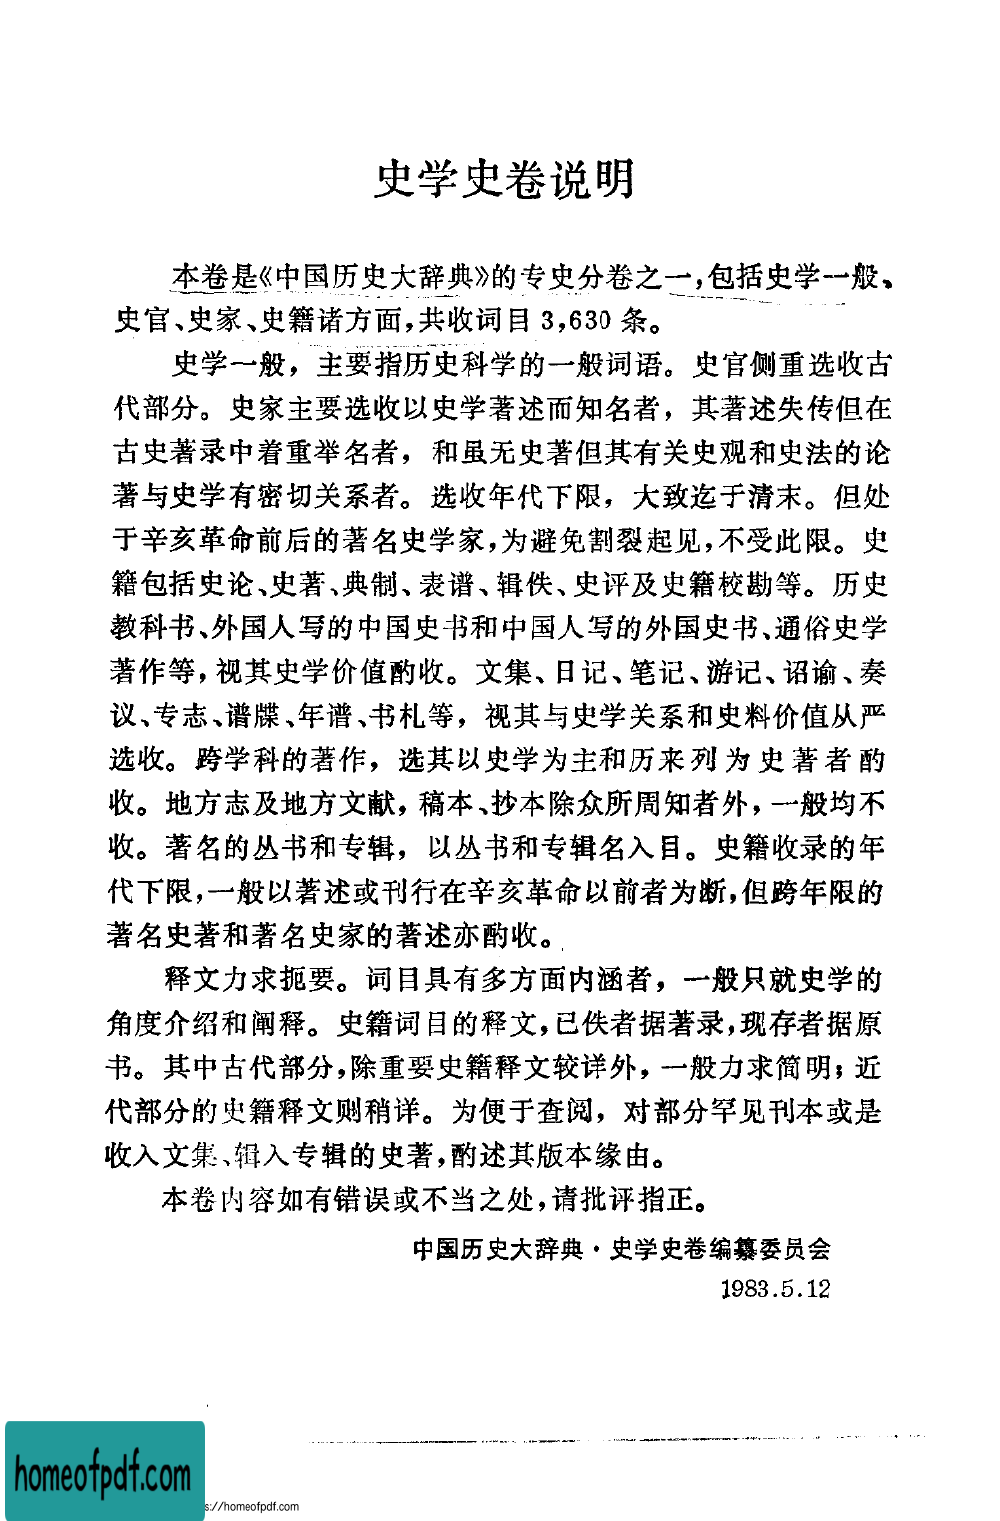 史学史卷说明
本卷是《中国历史大辞典》的专史分卷之一,包括史学一般、
史官、史家、史籍诸方面,共收词目 3,630 条。
史学一般，主要指历史科学的一般词语。史官侧重选收古
代部分。史家主要选收以史学著述而知名者，其著述失传但在
古史著录中着重举名者，和虽无史著但其有关史观和史法的论
著与史学有密切关系者。选收年代下限，大致迄于清末。但处
于辛亥革命前后的著名史学家,为避免割裂起见,不受此限。史
籍包括史论、史著、典制、表谱、辑佚、史评及史籍校勘等。历史
教科书、外国人写的中国史书和中国人写的外国史书、通俗史学
著作等,视其史学价值酌收。文集、日记、笔记、游记、诏谕、奏
议、专志、谱牒、年谱、书札等，视其与史学关系和史料价值从严
选收。跨学科的著作，选其以史学为主和历来列为史著者酌
收。地方志及地方文献,稿本、抄本除众所周知者外,一般均不
收。著名的丛书和专辑，以丛书和专辑名入目。史籍收录的年
代下限,一般以著述或刊行在辛亥革命以前者为断,但跨年限的
著名史著和著名史家的著述亦酌收。
释文力求扼要。词目具有多方面内涵者，一般只就史学的
角度介绍和阐释。史籍词目的释文,已佚者据著录,现存者据原
书。其中古代部分,除重要史籍释文较详外,一般力求简明;近
代部分的史籍释文则稍详。为便于查阅，对部分罕见刊本或是
收入文集、辑入专辑的史著,酌述其版本缘由。
本卷内容如有错误或不当之处,请批评指正。
中国历史大辞典·史学史卷编纂委员会
1983.5.12
homeofpdf.com
s://homeofpdf.com